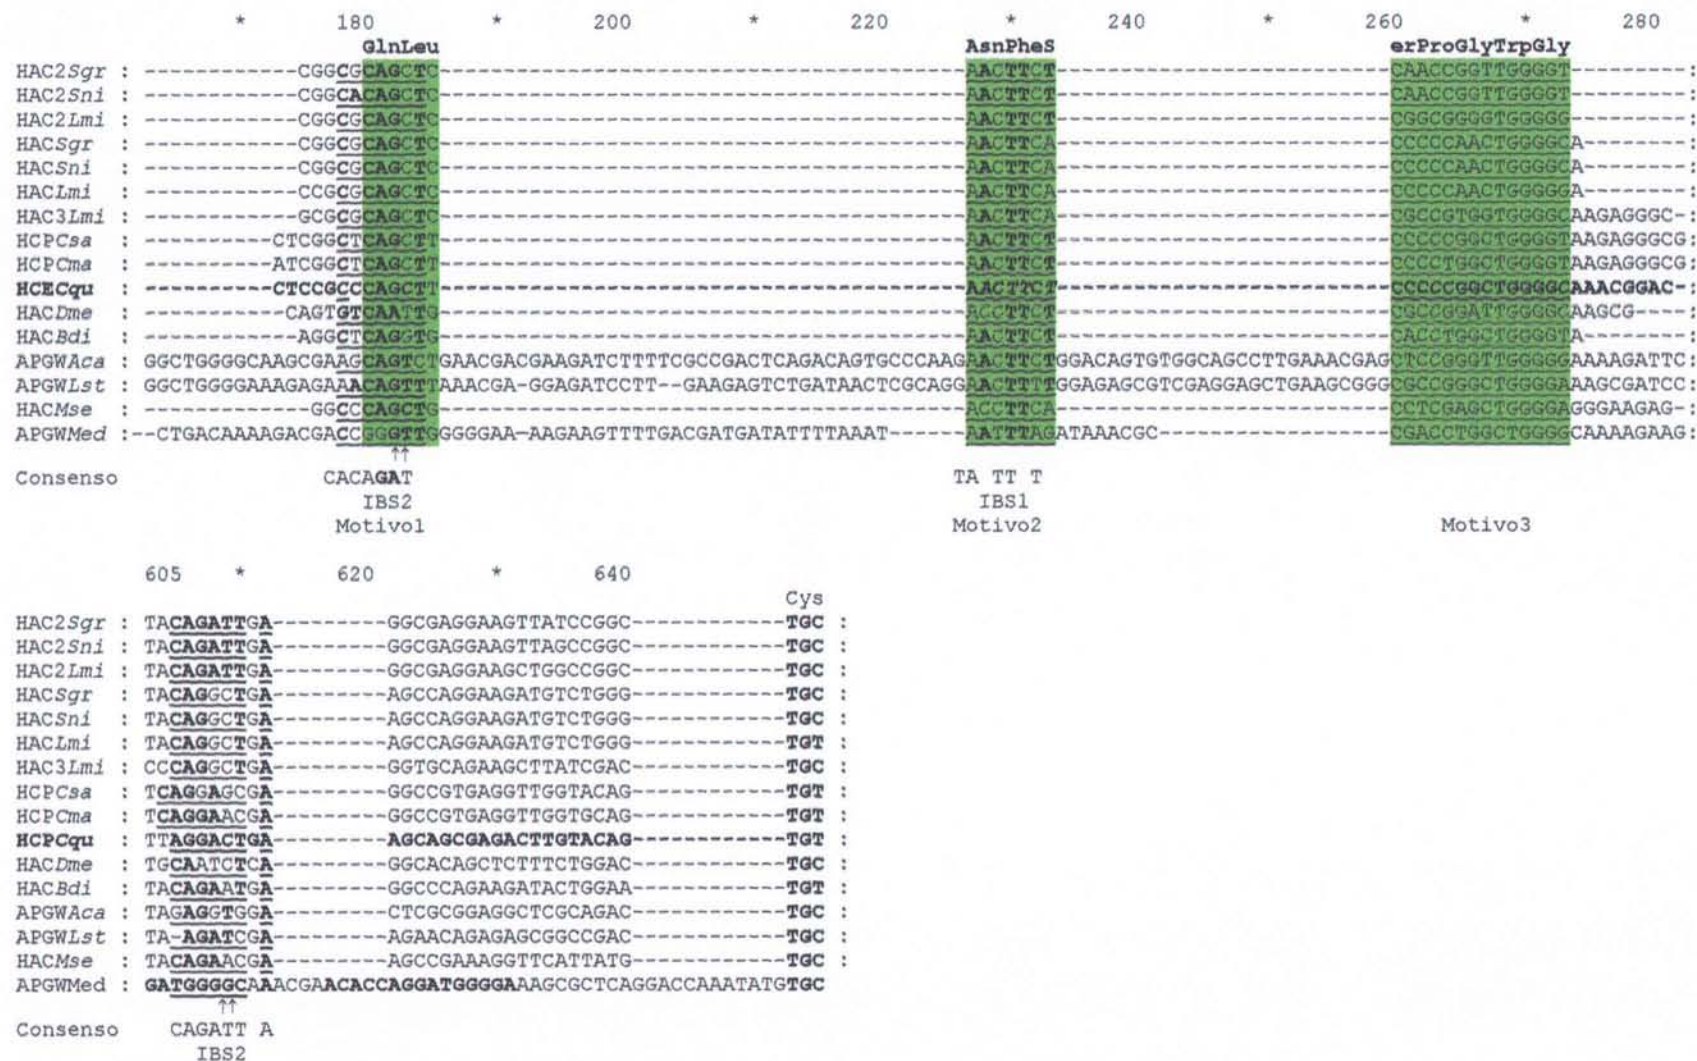 * 180 * 200 * 220 * 240 * 260 * 280
GlnLeu AsnPheS erProGlyTrpGly
HAC2Sgr : ------------CGGCGCAGCTC-----------------------------------------AACTTCT--------------------------CAACCGGTTGGGGT---------:
HAC2Sni : ------------CGGCACAGCTC-----------------------------------------AACTTCT--------------------------CAACCGGTTGGGGT---------:
HAC2Lmi : ------------CGGCGCAGCTC-----------------------------------------AACTTCT--------------------------CGGCGGGGTGGGGG---------:
HACSgr : ------------CGGCGCAGCTC-----------------------------------------AACTTCA--------------------------CCCCCAACTGGGGCA--------:
HACSni : ------------CGGCGCAGCTC-----------------------------------------AACTTCA--------------------------CCCCCAACTGGGGCA--------:
HACLmi : ------------CCGCGCAGCTC-----------------------------------------AACTTCA--------------------------CCCCCAACTGGGGGA--------:
HAC3Lmi : ------------GCGCGCAGCTC-----------------------------------------AACTTCA--------------------------CGCCGTGGTGGGGCAAGAGGGC-:
HCPCsa : ----------CTCGGCTCAGCTT-----------------------------------------AACTTCT--------------------------CCCCCGGCTGGGGTAAGAGGGCG:
HCPCma : ----------ATCGGCTCAGCTT-----------------------------------------AACTTCT--------------------------CCCCTGGCTGGGGTAAGAGGGCG:
HCECqu : ----------CTCCGCCCAGCTT-----------------------------------------AACTTCT--------------------------CCCCCGGCTGGGGCAAACGGAC-:
HACDme : -----------CAGTGTCAATTG-----------------------------------------ACCTTCT--------------------------CGCCGGATTGGGGCAAGCG----:
HACBdi : ------------AGGCTCAGGTG-----------------------------------------AACTTCT--------------------------CACCTGGCTGGGGTA--------:
APGWAca : GGCTGGGGCAAGCGAAGCAGTCTGAACGACGAAGATCTTTTCGCCGACTCAGACAGTGCCCAAGAACTTCTGGACAGTGTGGCAGCCTTGAAACGAGCTCCGGGTTGGGGGAAAAGATTC:
APGWLst : GGCTGGGGAAAGAGAAACAGTTTAAACGA-GGAGATCCTT--GAAGAGTCTGATAACTCGCAGGAACTTTTGGAGAGCGTCGAGGAGCTGAAGCGGGCGCCGGGCTGGGGAAAGCGATCC:
HACMse : -------------GGCCCAGCTG-----------------------------------------ACCTTCA--------------------------CCTCGAGCTGGGGAGGGAAGAG-:
APGWMed :--CTGACAAAAGACGACCGGGTTGGGGGAA-AAGAAGTTTTGACGATGATATTTTAAAT AATTTAGATAAACGC CGACCTGGCTGGGGCAAAAGAAG:
↑↑
Consenso CACAGAT TA TT T
IBS2 IBS1
Motivo1 Motivo2 Motivo3
605 * 620 * 640
Cys
HAC2Sgr : TACAGATTGA---------GGCGAGGAAGTTATCCGGC------------TGC :
HAC2Sni : TACAGATTGA---------GGCGAGGAAGTTAGCCGGC------------TGC :
HAC2Lmi : TACAGATTGA---------GGCGAGGAAGCTGGCCGGC------------TGC :
HACSgr : TACAGGCTGA---------AGCCAGGAAGATGTCTGGG------------TGC :
HACSni : TACAGGCTGA---------AGCCAGGAAGATGTCTGGG------------TGC :
HACLmi : TACAGGCTGA---------AGCCAGGAAGATGTCTGGG------------TGT :
HAC3Lmi : CCCAGGCTGA---------GGTGCAGAAGCTTATCGAC------------TGC :
HCPCsa : TCAGGAGCGA---------GGCCGTGAGGTTGGTACAG------------TGT :
HCPCma : TCAGGAACGA---------GGCCGTGAGGTTGGTGCAG------------TGT :
HCPCqu : TTAGGACTGA---------AGCAGCGAGACTTGTACAG------------TGT :
HACDme : TGCAATCTCA---------GGCACAGCTCTTTCTGGAC------------TGC :
HACBdi : TACAGAATGA---------GGCCCAGAAGATACTGGAA------------TGT :
APGWAca : TAGAGGTGGA---------CTCGCGGAGGCTCGCAGAC------------TGC :
APGWLst : TA-AGATCGA---------AGAACAGAGAGCGGCCGAC------------TGC :
HACMse : TACAGAACGA---------AGCCGAAAGGTTCATTATG------------TGC :
APGWMed : GATGGGGCAAACGAACACCAGGATGGGGAAAGCGCTCAGGACCAAATATGTGC
↑↑
Consenso CAGATT A
IBS2